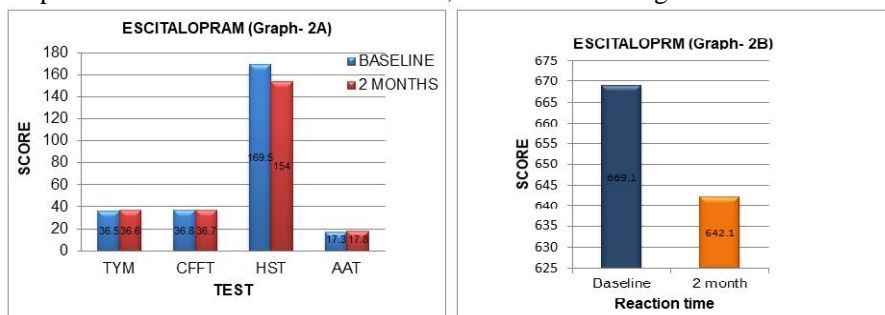 ESCITALOPRAM (Graph- 2A)
180
160
140
120
100
80
60
40
20
0
SCORE
BASELINE
2 MONTHS
36.5 36.6
36.8 36.7
169.5
154
17.3 17.8
TYM CFFT HST AAT
TEST
ESCITALOPRM (Graph- 2B)
675
670
665
660
655
650
645
640
635
630
625
SCORE
669.1
642.1
Baseline 2 month
Reaction time